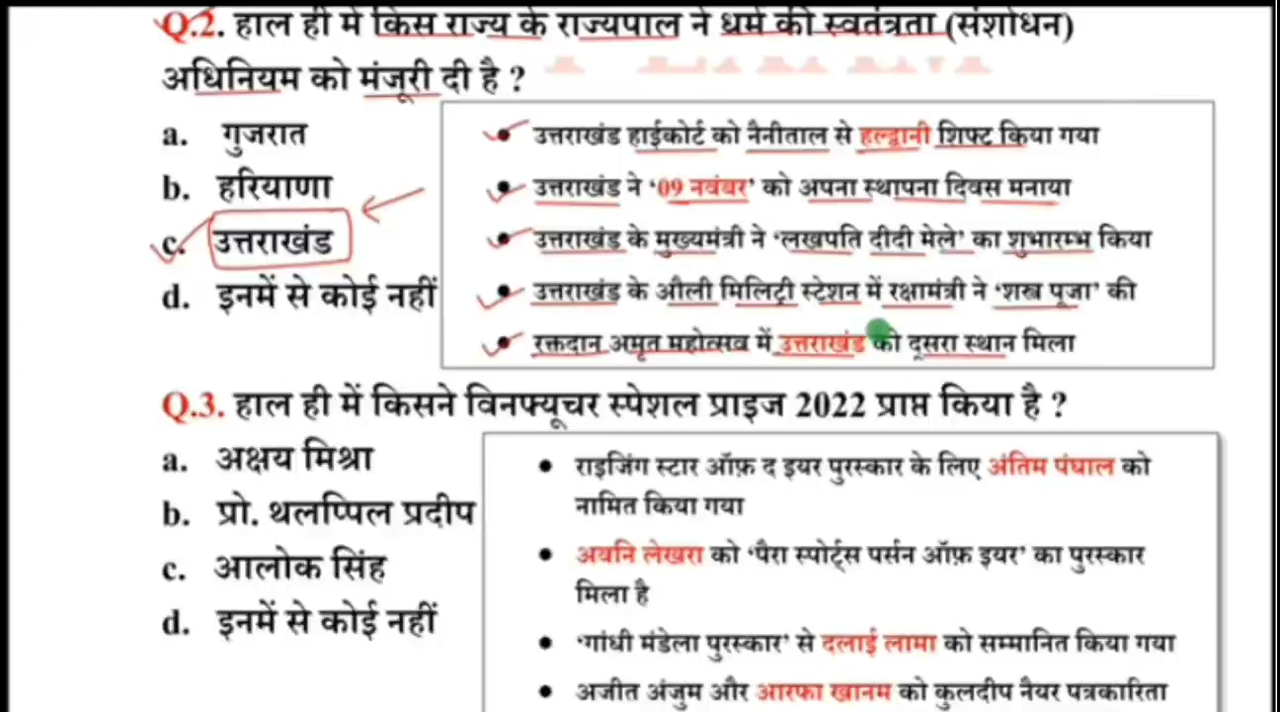 Q.2. हाल ही में किस राज्य के राज्यपाल ने धर्म की स्वतंत्रता (संशोधन)
अधिनियम को मंजूरी दी है ?
a. गुजरात
b. हरियाणा
c. उत्तराखंड
d. इनमें से कोई नहीं
• उत्तराखंड हाईकोर्ट को नैनीताल से हल्द्वानी शिफ्ट किया गया
• उत्तराखंड ने ‘09 नवंबर’ को अपना स्थापना दिवस मनाया
• उत्तराखंड के मुख्यमंत्री ने ‘लखपति दीदी मेले’ का शुभारम्भ किया
• उत्तराखंड के औली मिलिट्री स्टेशन में रक्षामंत्री ने ‘शस्त्र पूजा’ की
• रक्तदान अमृत महोत्सव में उत्तराखंड को दूसरा स्थान मिला
Q.3. हाल ही में किसने विनफ्यूचर स्पेशल प्राइज 2022 प्राप्त किया है ?
a. अक्षय मिश्रा
b. प्रो. थलप्पिल प्रदीप
c. आलोक सिंह
d. इनमें से कोई नहीं
• राइजिंग स्टार ऑफ़ द इयर पुरस्कार के लिए अंतिम पंघाल को
नामित किया गया
• अवनि लेखरा को ‘पैरा स्पोर्ट्स पर्सन ऑफ़ इयर’ का पुरस्कार
मिला है
• ‘गांधी मंडेला पुरस्कार’ से दलाई लामा को सम्मानित किया गया
• अजीत अंजुम और आरफा खानम को कुलदीप नैयर पत्रकारिता